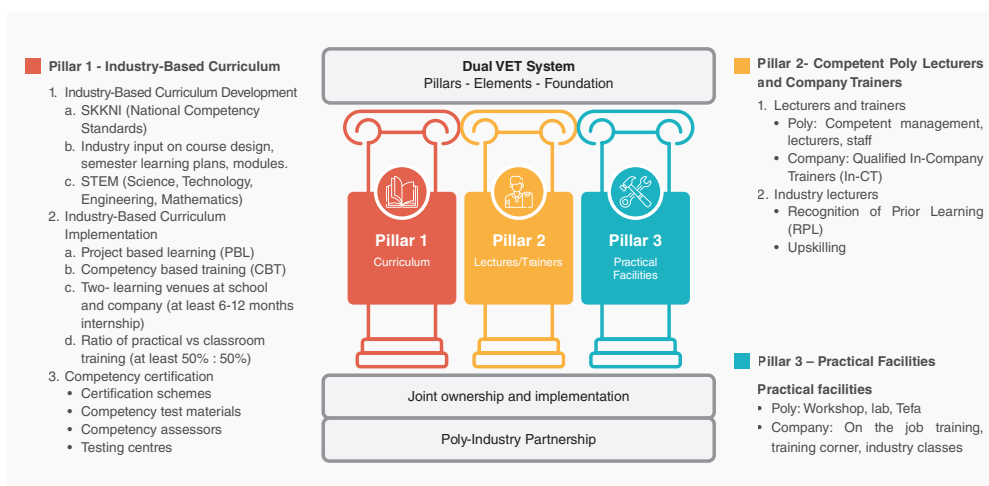 Pillar 1 - Industry-Based Curriculum
1. Industry-Based Curriculum Development
a. SKKNI (National Competency
Standards)
b. Industry input on course design,
semester learning plans, modules.
c. STEM (Science, Technology,
Engineering, Mathematics)
2. Industry-Based Curriculum
Implementation
a. Project based learning (PBL)
b. Competency based training (CBT)
c. Two- learning venues at school
and company (at least 6-12 months
internship)
d. Ratio of practical vs classroom
training (at least 50% : 50%)
3. Competency certification
• Certification schemes
• Competency test materials
• Competency assessors
• Testing centres
Dual VET System
Pillars - Elements - Foundation
Pillar 1
Curriculum
Pillar 2
Lectures/Trainers
Pillar 3
Practical
Facilities
Joint ownership and implementation
Poly-Industry Partnership
Pillar 2- Competent Poly Lecturers
and Company Trainers
1. Lecturers and trainers
• Poly: Competent management,
lecturers, staff
• Company: Qualified In-Company
Trainers (In-CT)
2. Industry lecturers
• Recognition of Prior Learning
(RPL)
• Upskilling
Pillar 3 – Practical Facilities
Practical facilities
• Poly: Workshop, lab, Tefa
• Company: On the job training,
training corner, industry classes